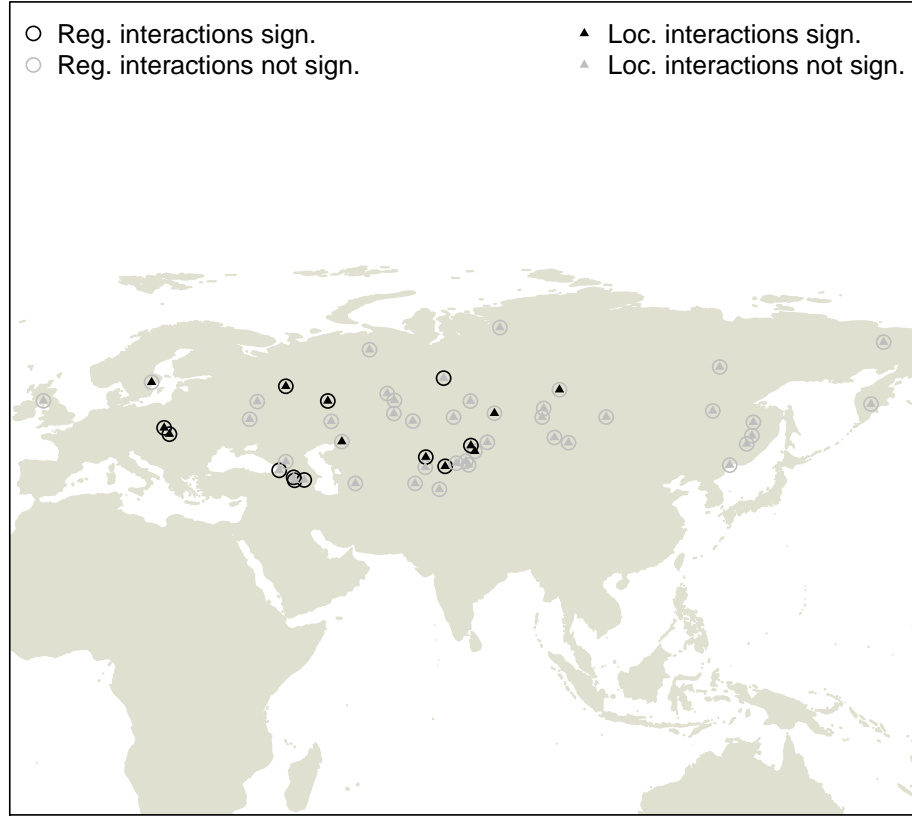 Reg. interactions sign.
Reg. interactions not sign.
Loc. interactions sign.
Loc. interactions not sign.